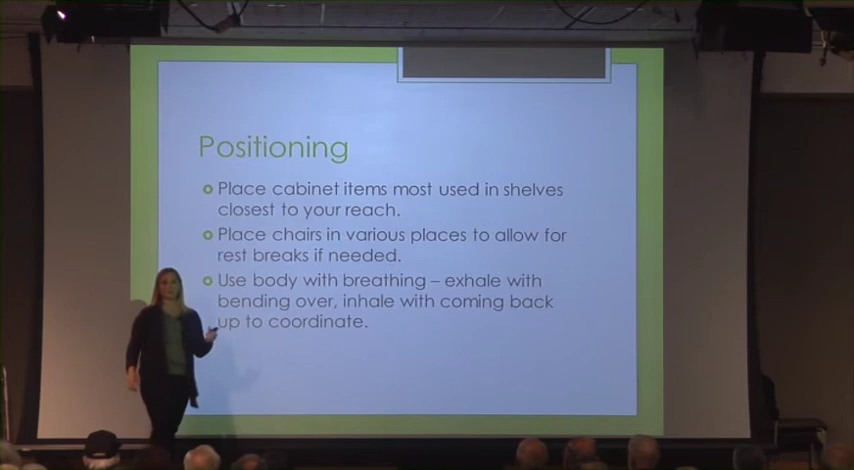 Positioning
Place cabinet items most used in shelves
closest to your reach.
Place chairs in various places to allow for
rest breaks if needed.
Use body with breathing – exhale with
bending over, inhale with coming back
up to coordinate.